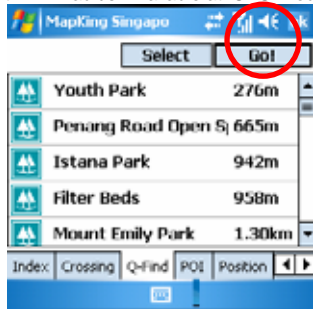 MapKing Singapo
Select Go!
Youth Park 276m
Penang Road Open S 665m
Istana Park 942m
Filter Beds 958m
Mount Emily Park 1.30km
Index Crossing Q-Find POI Position